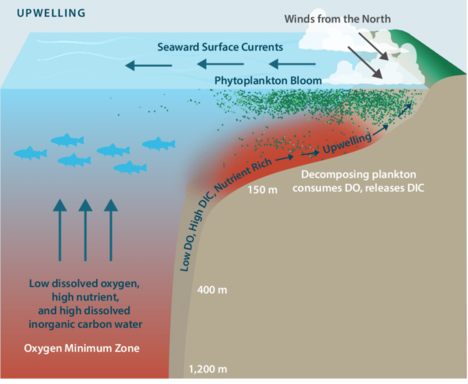 UPWELLING
Winds from the North
Seaward Surface Currents
Phytoplankton Bloom
Low DO, High DIC, Nutrient Rich
Upwelling
Decomposing plankton
consumes DO, releases DIC
150 m
Low dissolved oxygen,
high nutrient,
and high dissolved
inorganic carbon water
400 m
Oxygen Minimum Zone
1,200 m